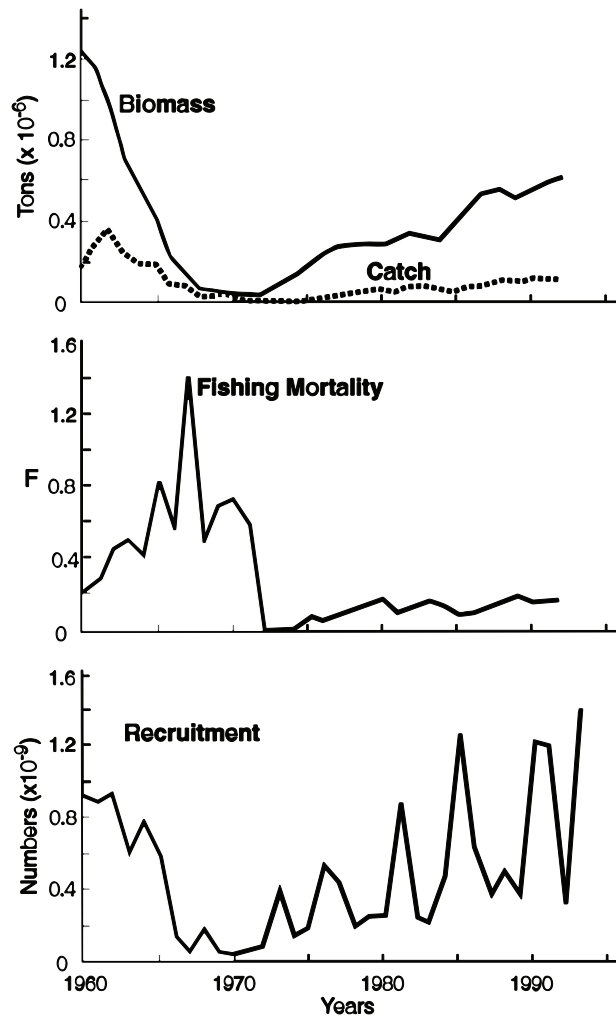 1.2
Biomass
Tons (x 10-6)
0.8
0.4
Catch
0
1.6
Fishing Mortality
1.2
F
0.8
0.4
0
1.6
Recruitment
1.2
Numbers (x10-9)
0.8
0.4
0
1960 1970 1980 1990
Years